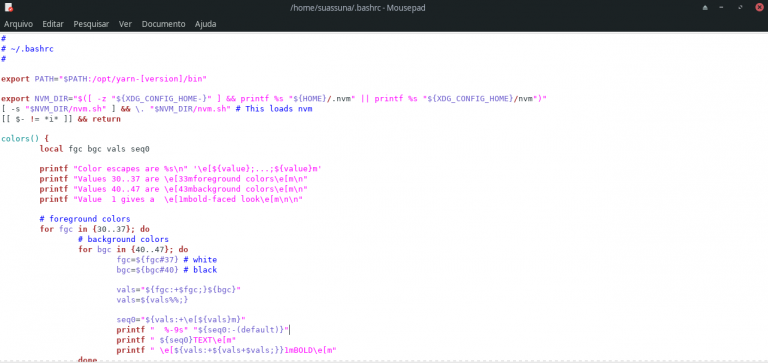 /home/suassuna/.bashrc - Mousepad
Arquivo Editar Pesquisar Ver Documento Ajuda
#
# ~/.bashrc
#
export PATH="$PATH:/opt/yarn-[version]/bin"
export NVM_DIR="$([ -z "${XDG_CONFIG_HOME-}" ] && printf %s "${HOME}/.nvm" || printf %s "${XDG_CONFIG_HOME}/nvm")"
[ -s "$NVM_DIR/nvm.sh" ] && \. "$NVM_DIR/nvm.sh" # This loads nvm
[[ $- != *i* ]] && return
colors() {
local fgc bgc vals seq0
printf "Color escapes are %s\n" '\e[${value};...;${value}m'
printf "Values 30..37 are \e[33mforeground colors\e[m\n"
printf "Values 40..47 are \e[43mbackground colors\e[m\n"
printf "Value  1 gives a  \e[1mbold-faced look\e[m\n\n"
# foreground colors
for fgc in {30..37}; do
# background colors
for bgc in {40..47}; do
fgc=${fgc#37} # white
bgc=${bgc#40} # black
vals="${fgc:+$fgc;}${bgc}"
vals=${vals%%;}
seq0="${vals:+\e[${vals}m}"
printf "  %-9s" "${seq0:-(default)}"
printf " ${seq0}TEXT\e[m"
printf " \e[${vals:+${vals+$vals;}}1mBOLD\e[m"
done